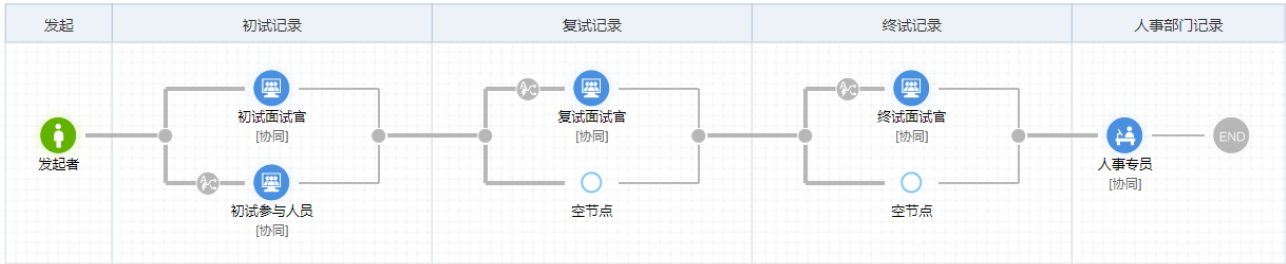 发起
初试记录
复试记录
终试记录
人事部门记录
初试面试官
[协同]
复试面试官
[协同]
终试面试官
[协同]
发起者
人事专员
[协同]
END
初试参与人员
[协同]
空节点
空节点